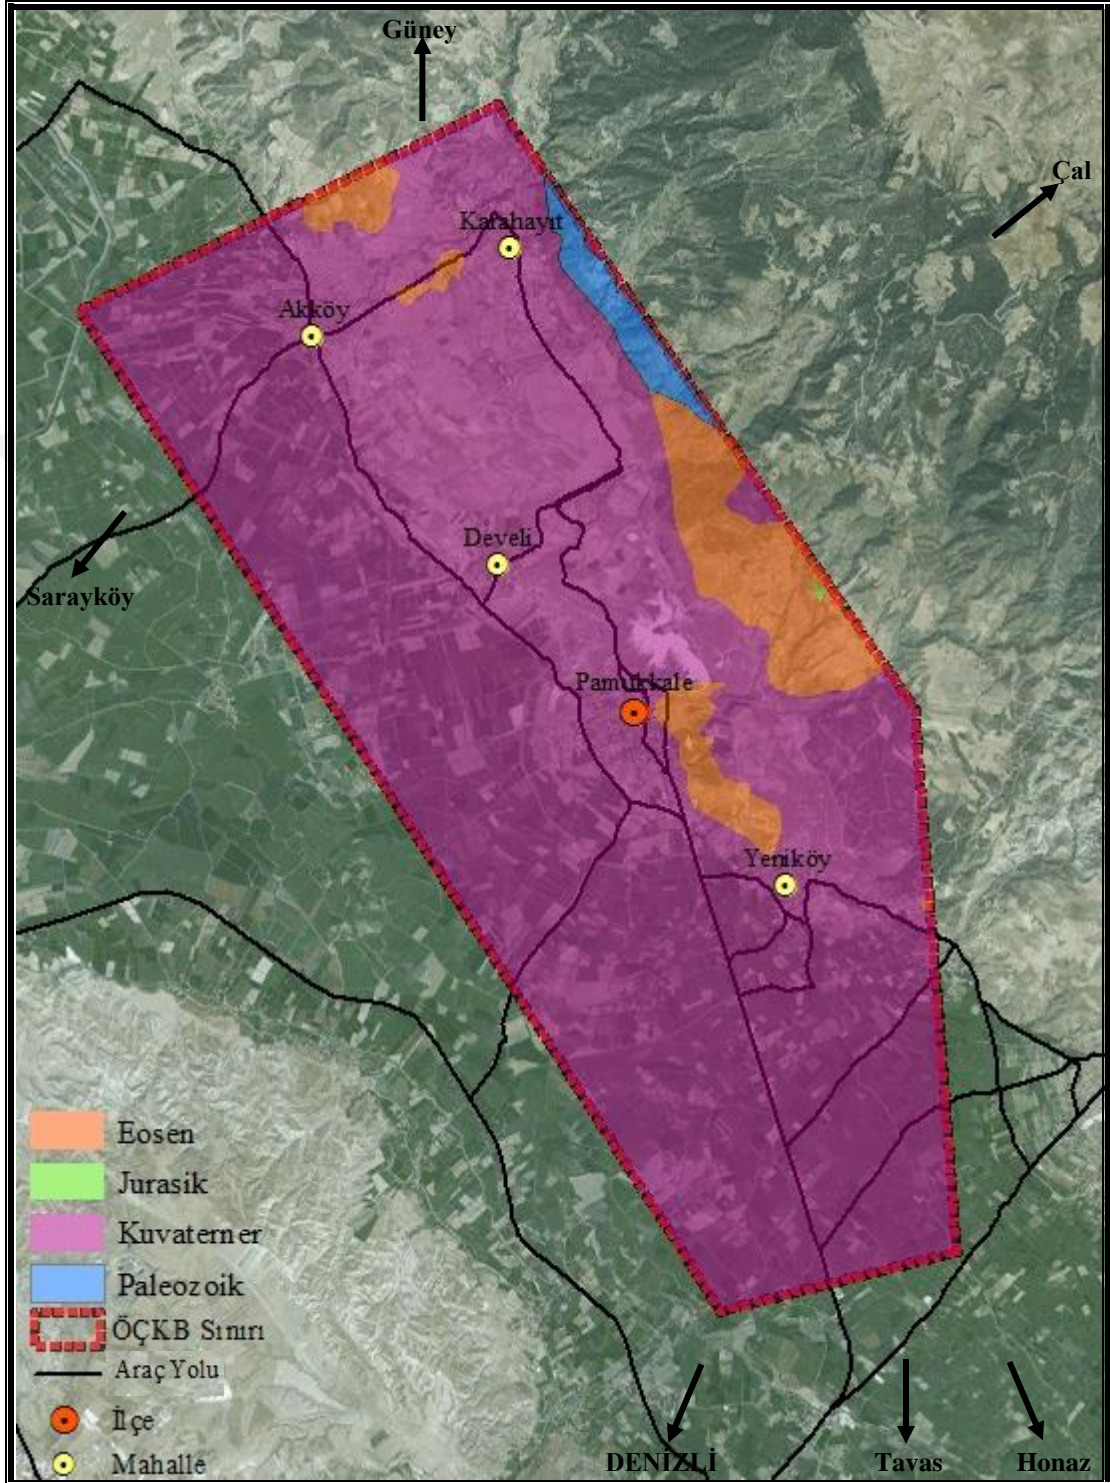 Güney
Çal
Karahayıt
Akköy
Develi
Sarayköy
Pamukkale
Yeniköy
Eosen
Jurasik
Kuvaterner
Paleozoik
ÖÇKB Sınırı
Araç Yolu
İlçe
Mahalle
DENİZLİ
Tavas
Honaz